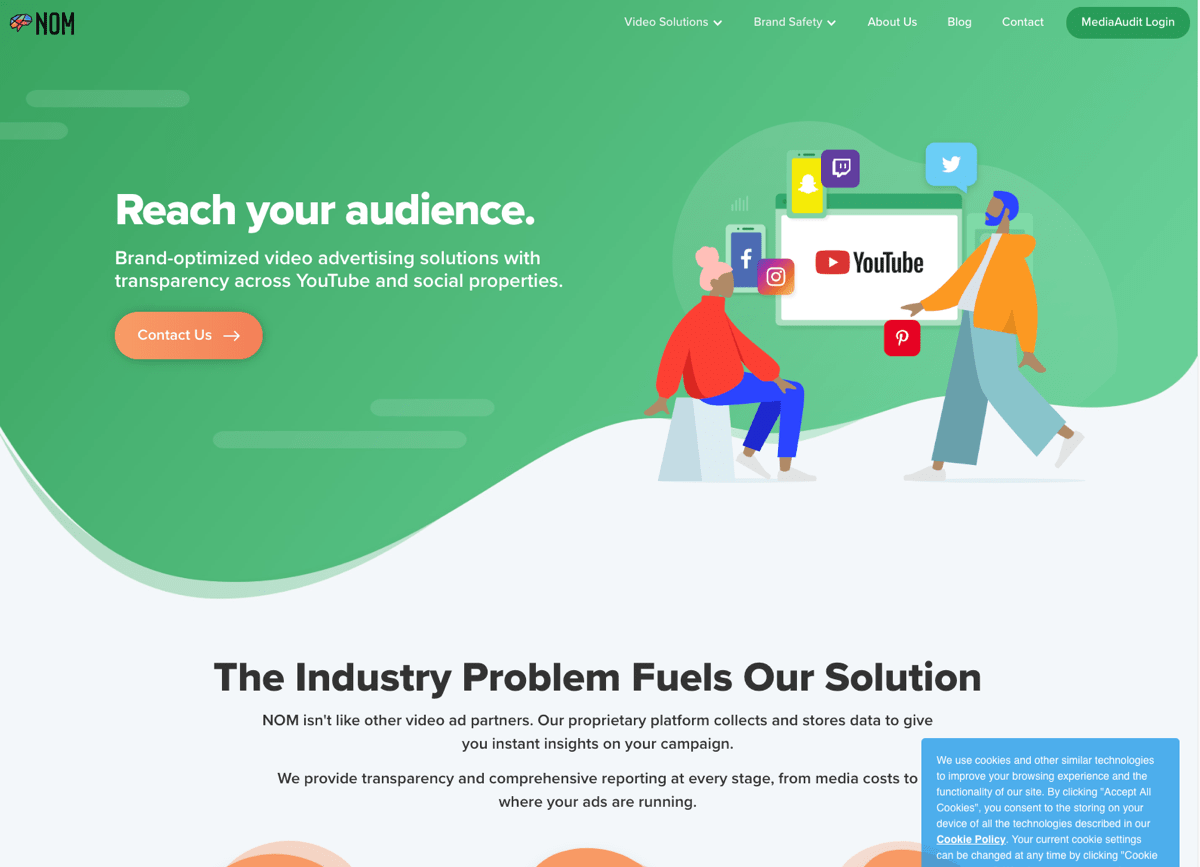 NOM
Video Solutions
Brand Safety
About Us
Blog
Contact
MediaAudit Login
Reach your audience.
Brand-optimized video advertising solutions with
transparency across YouTube and social properties.
Contact Us
YouTube
The Industry Problem Fuels Our Solution
NOM isn't like other video ad partners. Our proprietary platform collects and stores data to give
you instant insights on your campaign.
We provide transparency and comprehensive reporting at every stage, from media costs to
where your ads are running.
We use cookies and other similar technologies
to improve your browsing experience and the
functionality of our site. By clicking "Accept All
Cookies", you consent to the storing on your
device of all the technologies described in our
Cookie Policy. Your current cookie settings
can be changed at any time by clicking "Cookie